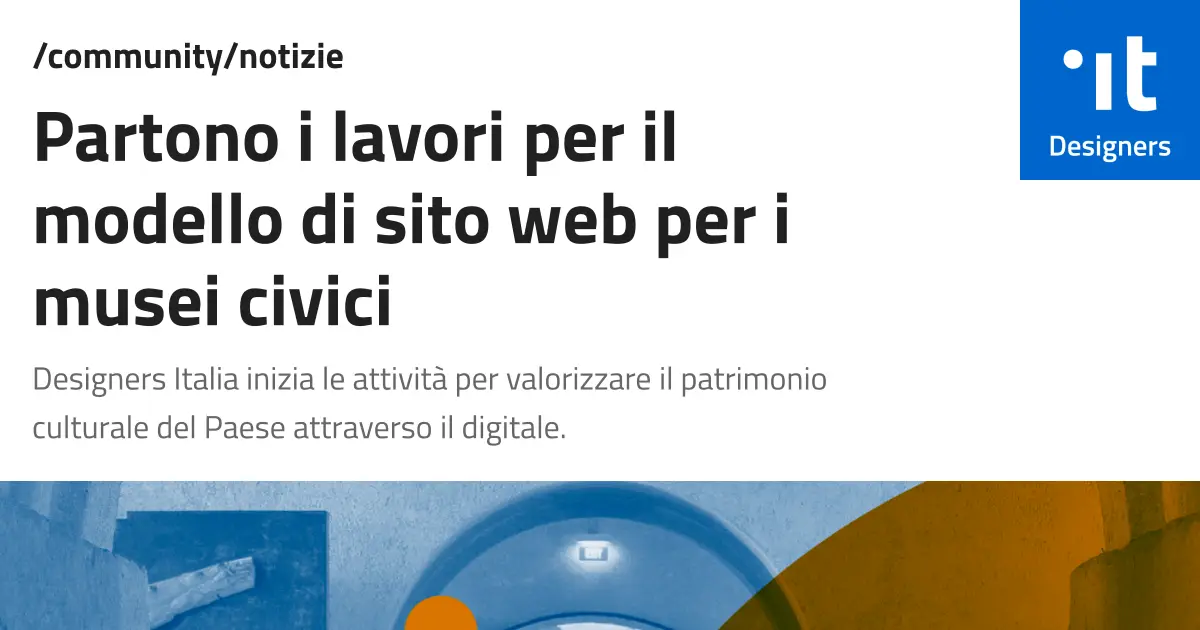 /community/notizie
Partono i lavori per il
modello di sito web per i
musei civici
Designers Italia inizia le attività per valorizzare il patrimonio
culturale del Paese attraverso il digitale.
it
Designers